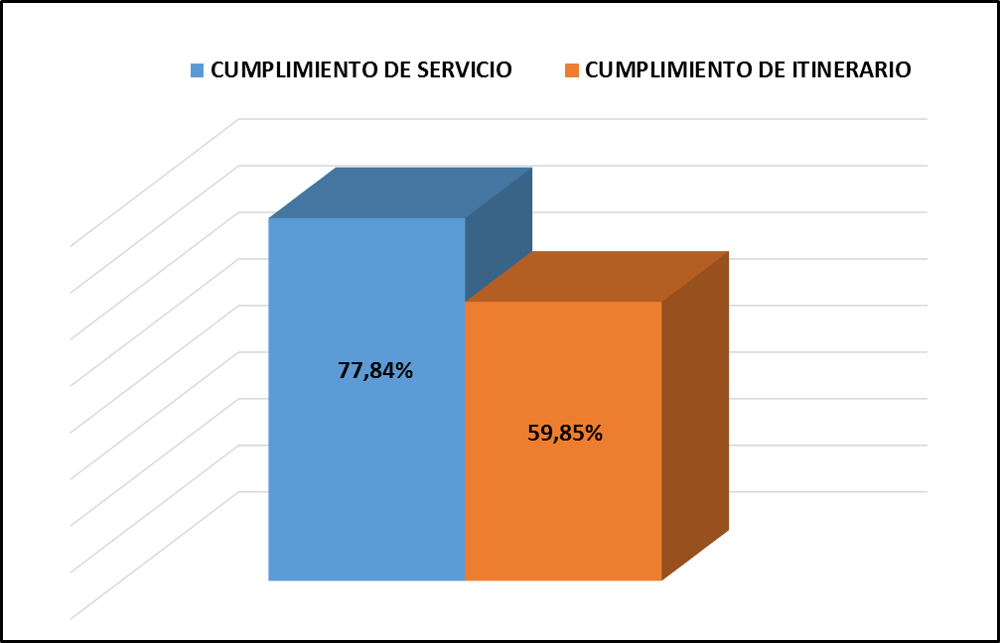 CUMPLIMIENTO DE SERVICIO CUMPLIMIENTO DE ITINERARIO
77,84%
59,85%